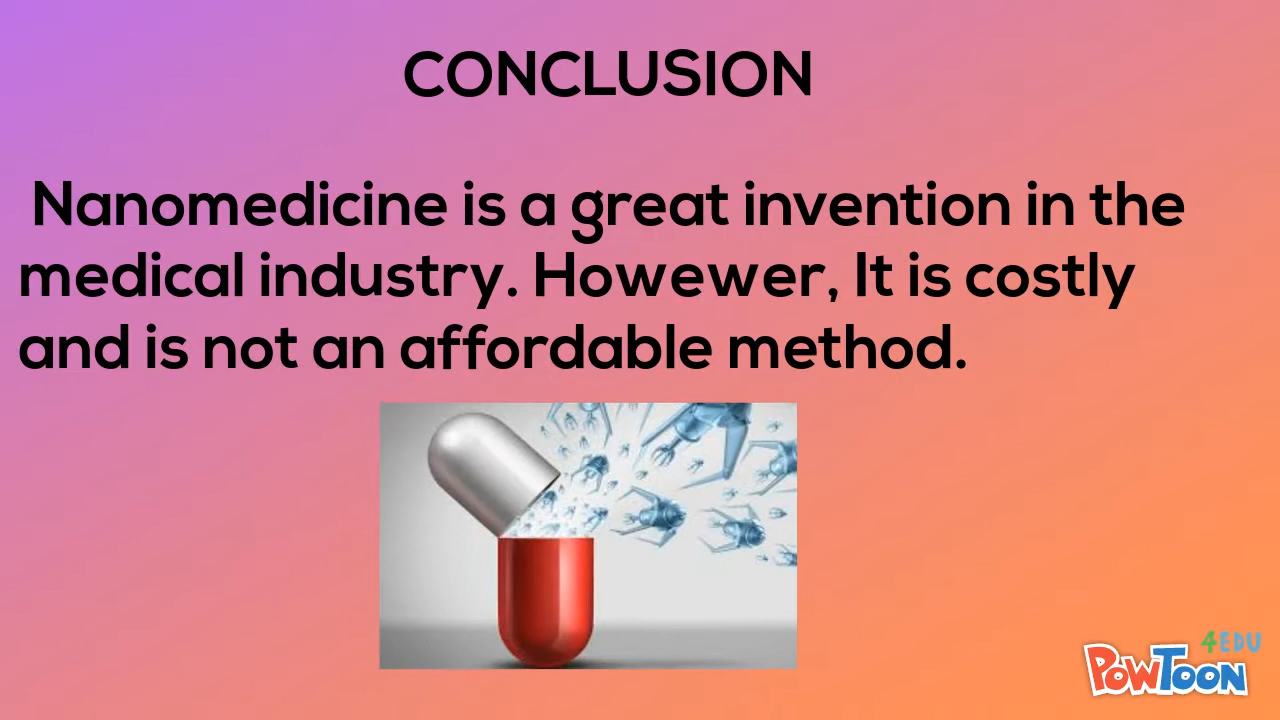 CONCLUSION
Nanomedicine is a great invention in the
medical industry. Howewer, It is costly
and is not an affordable method.
4EDU
POWTOON